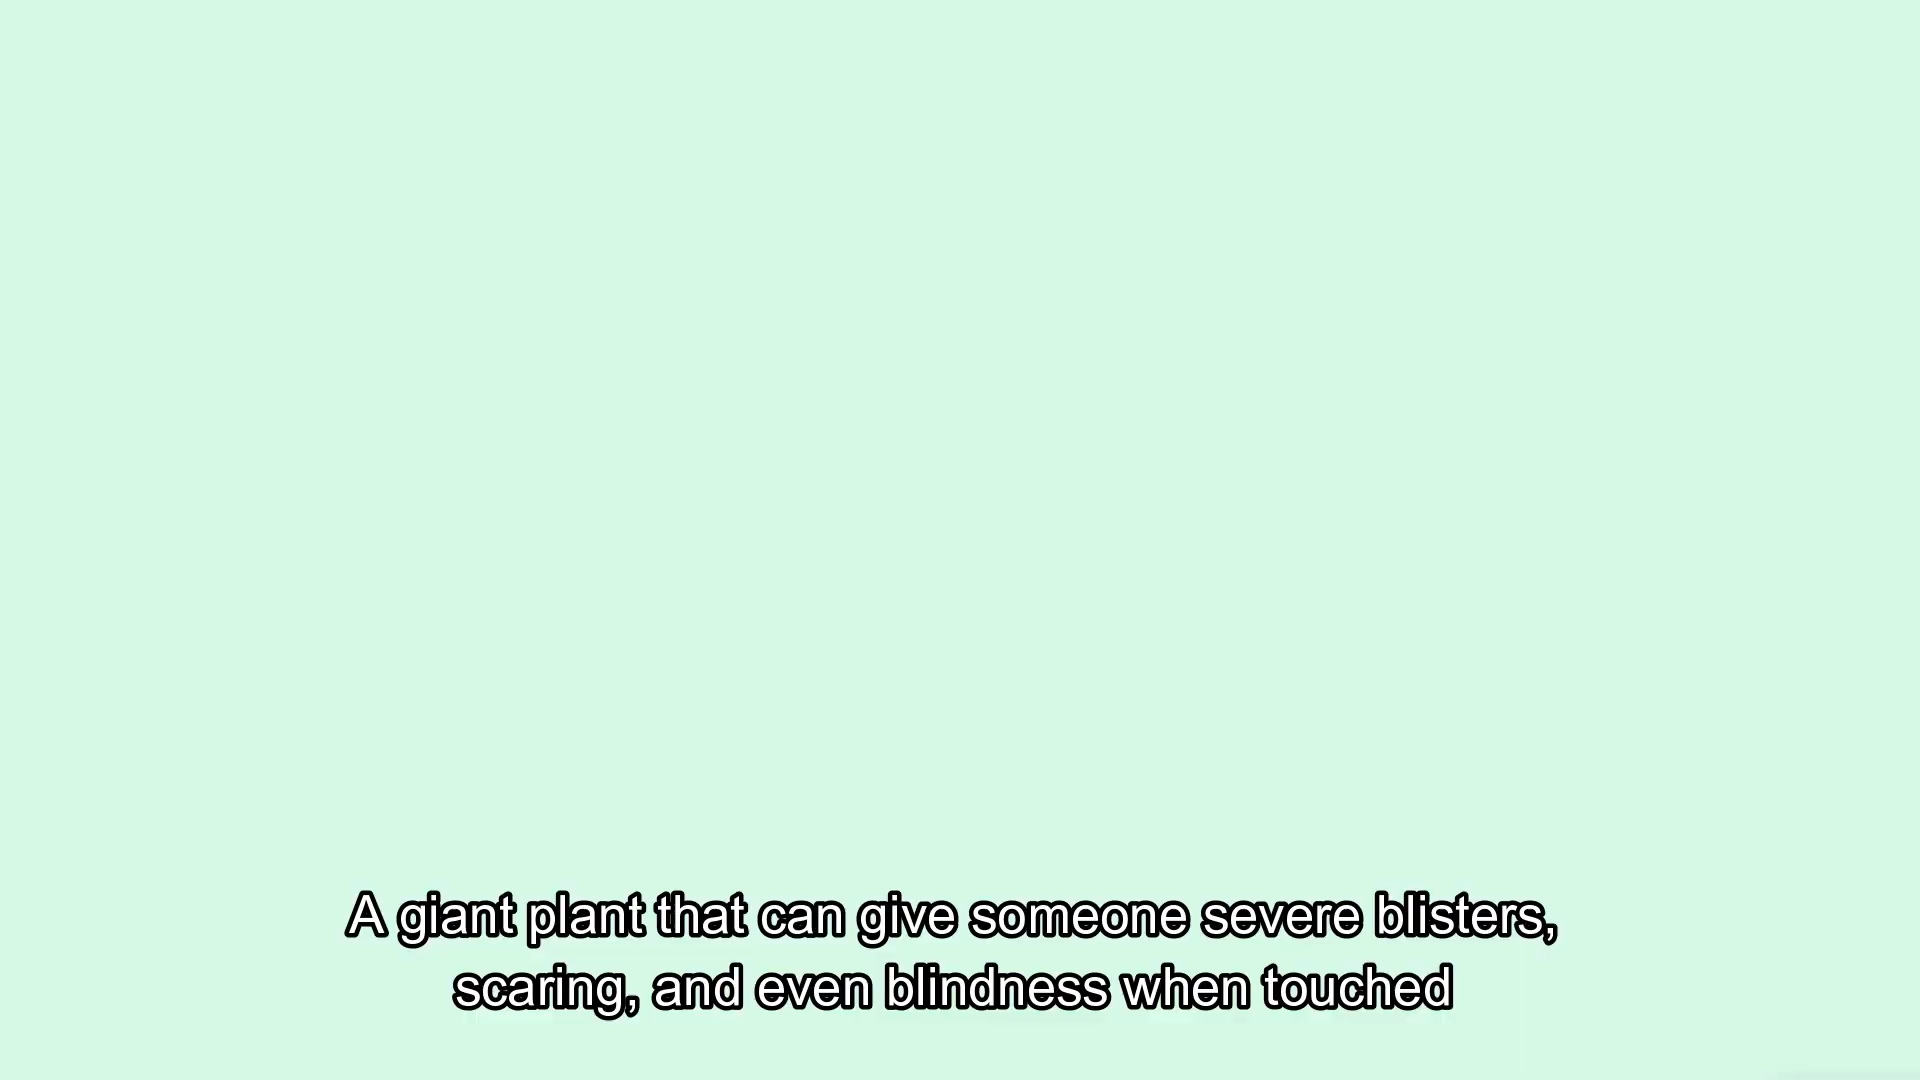 A giant plant that can give someone severe blisters,
scaring, and even blindness when touched